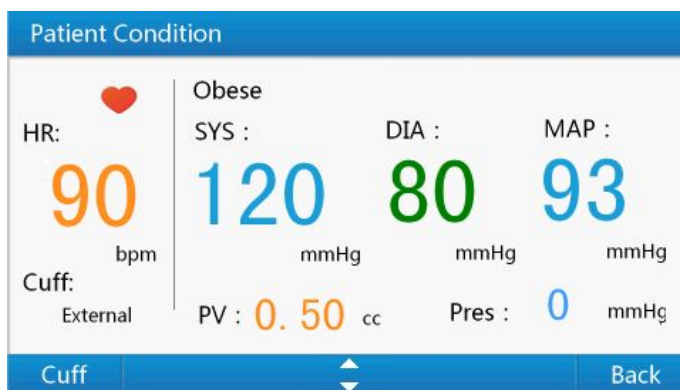 Patient Condition
Obese
HR:
SYS :
DIA :
MAP :
90
120
80
93
bpm
mmHg
mmHg
mmHg
Cuff:
External
PV : 0. 50 cc
Pres : 0 mmHg
Cuff
Back